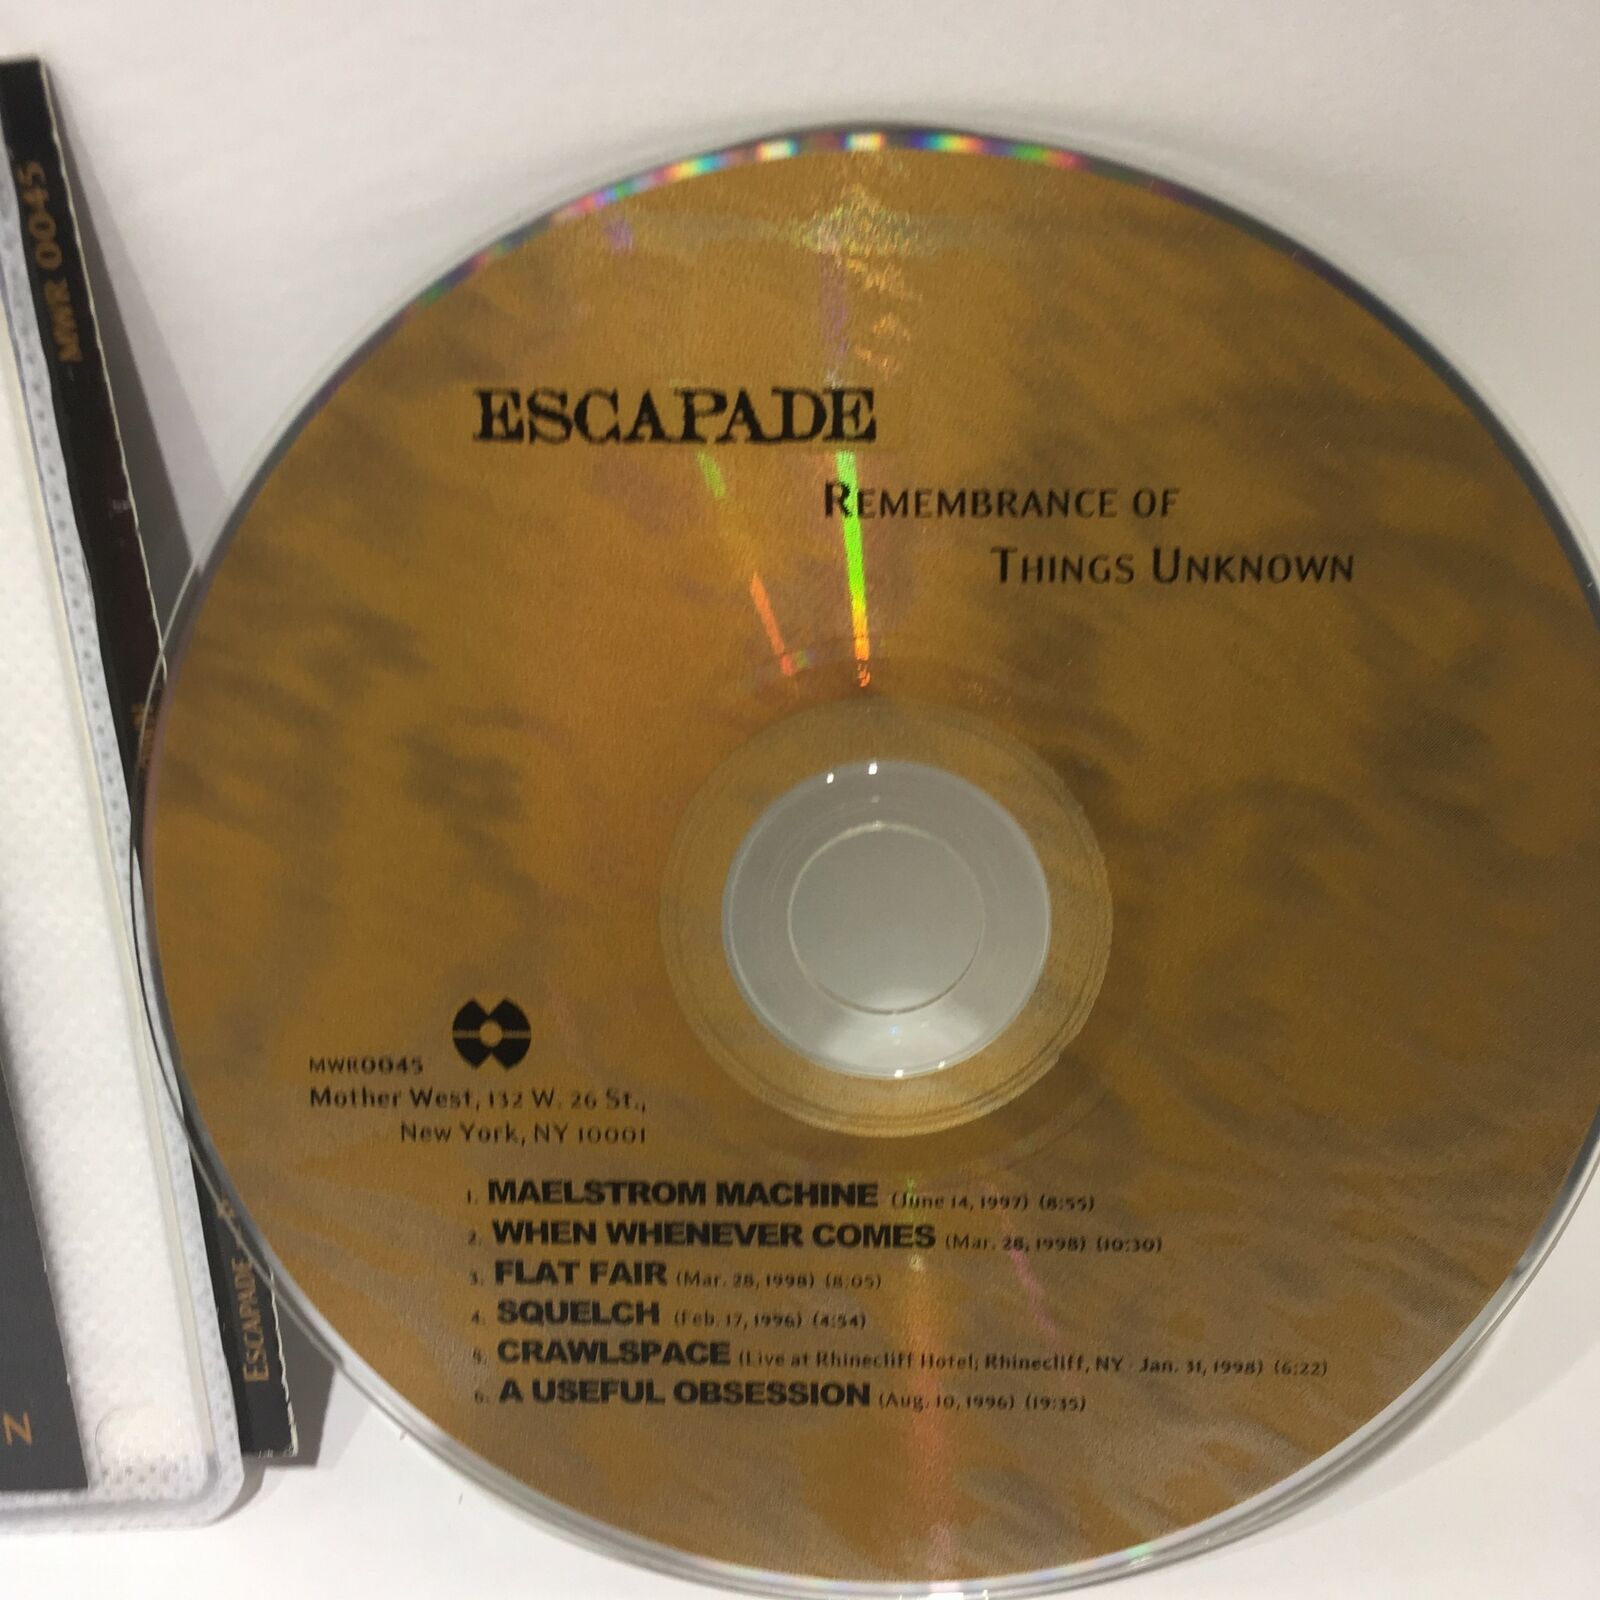 MWR 0045
ESCAPADE
REMEMBRANCE OF
THINGS UNKNOWN
MWR0045
Mother West, 132 W. 26 St.,
New York, NY 10001
1. MAELSTROM MACHINE (June 14, 1997) (8:55)
2. WHEN WHENEVER COMES (Mar. 28, 1998) (10:30)
3. FLAT FAIR (Mar. 28, 1998) (8:05)
4. SQUELCH (Feb. 17, 1996) (4:54)
5. CRAWLSPACE (Live at Rhinecliff Hotel; Rhinecliff, NY - Jan. 31, 1998) (6:22)
6. A USEFUL OBSESSION (Aug. 10, 1996) (19:35)
ESCAPADE
N